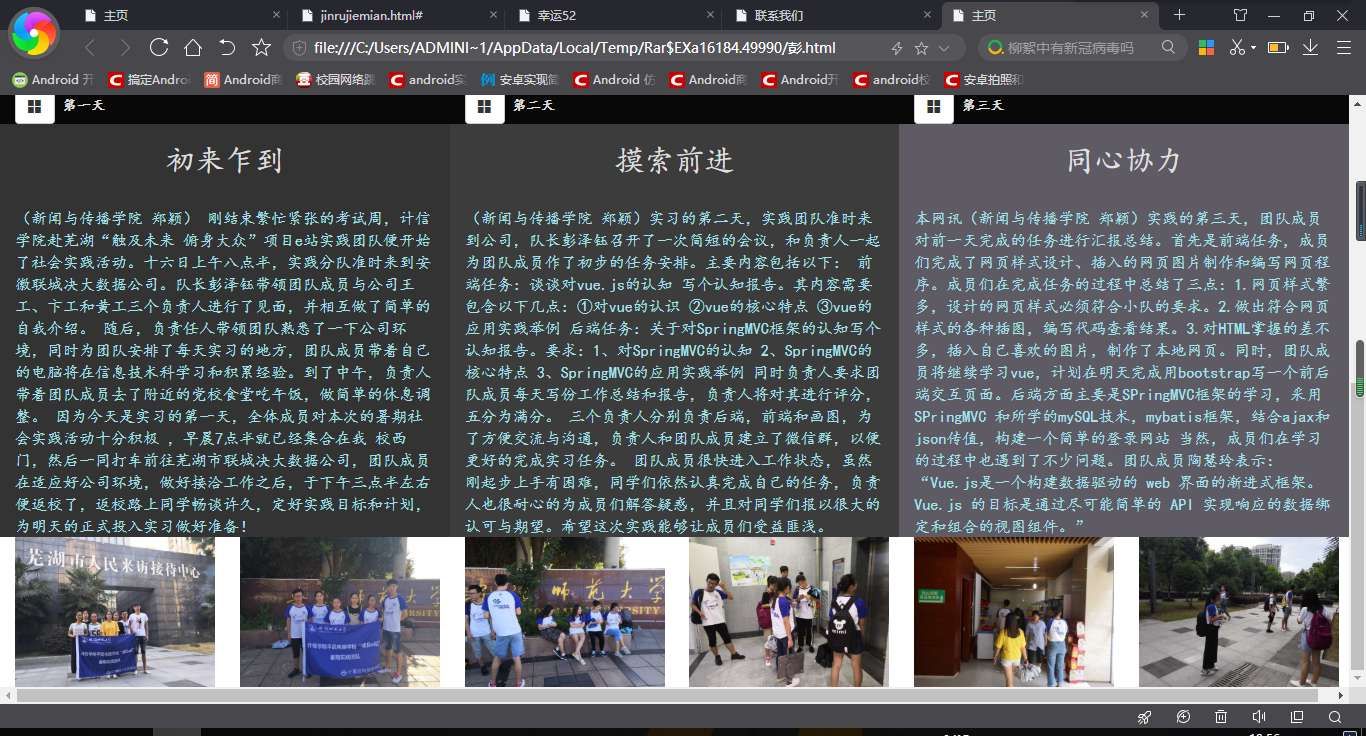 主页
jinrujiemian.html#
幸运52
联系我们
主页
file:///C:/Users/ADMINI~1/AppData/Local/Temp/Rar$EXa16184.49990/彭.html
柳絮中有新冠病毒吗
Android 开
搞定Andro
Android商
校园网络跟
android实
安卓实现简
Android 仿
Android商
Android开
android校
安卓拍照和
第一天
第二天
第三天
初来乍到
（新闻与传播学院 郑颖） 刚结束繁忙紧张的考试周，计信
学院赴芜湖“触及未来 俯身大众”项目e站实践团队便开始
了社会实践活动。十六日上午八点半，实践分队准时来到安
徽联城决大数据公司。队长彭泽钰带领团队成员与公司王
工、卞工和黄工三个负责人进行了见面，并相互做了简单的
自我介绍。 随后，负责任人带领团队熟悉了一下公司环
境，同时为团队安排了每天实习的地方，团队成员带着自己
的电脑将在信息技术科学习和积累经验。到了中午，负责人
带着团队成员去了附近的党校食堂吃午饭，做简单的休息调
整。 因为今天是实习的第一天，全体成员对本次的暑期社
会实践活动十分积极 ，早晨7点半就已经集合在我 校西
门，然后一同打车前往芜湖市联城决大数据公司，团队成员
在适应好公司环境，做好接洽工作之后，于下午三点半左右
便返校了，返校路上同学畅谈许久，定好实践目标和计划，
为明天的正式投入实习做好准备！
摸索前进
（新闻与传播学院 郑颖）实习的第二天，实践团队准时来
到公司，队长彭泽钰召开了一次简短的会议，和负责人一起
为团队成员作了初步的任务安排。主要内容包括以下： 前
端任务：谈谈对vue.js的认知 写个认知报告。其内容需要
包含以下几点：①对vue的认识 ②vue的核心特点 ③vue的
应用实践举例 后端任务：关于对SpringMVC框架的认知写个
认知报告。要求：1、对SpringMVC的认知 2、SpringMVC的
核心特点 3、SpringMVC的应用实践举例 同时负责人要求团
队成员每天写份工作总结和报告，负责人将对其进行评分，
五分为满分。 三个负责人分别负责后端，前端和画图，为
了方便交流与沟通，负责人和团队成员建立了微信群，以便
更好的完成实习任务。 团队成员很快进入工作状态，虽然
刚起步上手有困难，同学们依然认真完成自己的任务，负责
人也很耐心的为成员们解答疑惑，并且对同学们报以很大的
认可与期望。希望这次实践能够让成员们受益匪浅。
同心协力
本网讯（新闻与传播学院 郑颖）实践的第三天，团队成员
对前一天完成的任务进行汇报总结。首先是前端任务，成员
们完成了网页样式设计、插入的网页图片制作和编写网页程
序。成员们在完成任务的过程中总结了三点：1.网页样式繁
多，设计的网页样式必须符合小队的要求。2.做出符合网页
样式的各种插图，编写代码查看结果。3.对HTML掌握的差不
多，插入自己喜欢的图片，制作了本地网页。同时，团队成
员将继续学习vue，计划在明天完成用bootstrap写一个前后
端交互页面。后端方面主要是SPringMVC框架的学习，采用
SPringMVC 和所学的mySQL技术，mybatis框架，结合ajax和
json传值，构建一个简单的登录网站 当然，成员们在学习
的过程中也遇到了不少问题。团队成员陶慧玲表示：
“Vue.js是一个构建数据驱动的 web 界面的渐进式框架。
Vue.js 的目标是通过尽可能简单的 API 实现响应的数据绑
定和组合的视图组件。”
芜湖市人民来访接待中心
师范大学